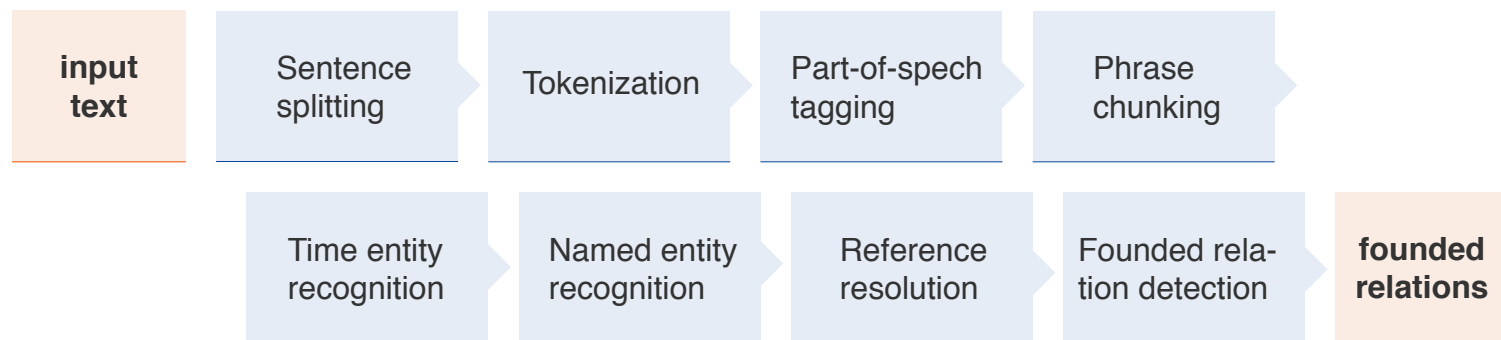 input
text
Sentence
splitting
Tokenization
Part-of-spech
tagging
Phrase
chunking
Time entity
recognition
Named entity
recognition
Reference
resolution
Founded rela-
tion detection
founded
relations